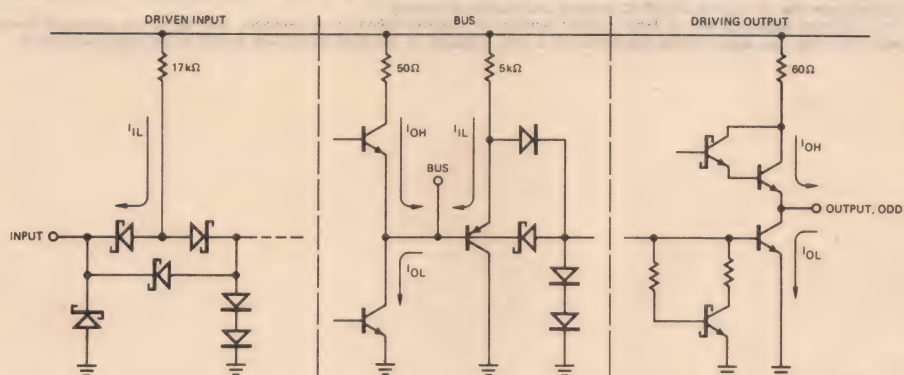 DRIVEN INPUT
BUS
DRIVING OUTPUT
17kΩ
50Ω
5kΩ
60Ω
IIL
IOH
IIL
IOH
BUS
INPUT
OUTPUT, ODD
IOL
IOL